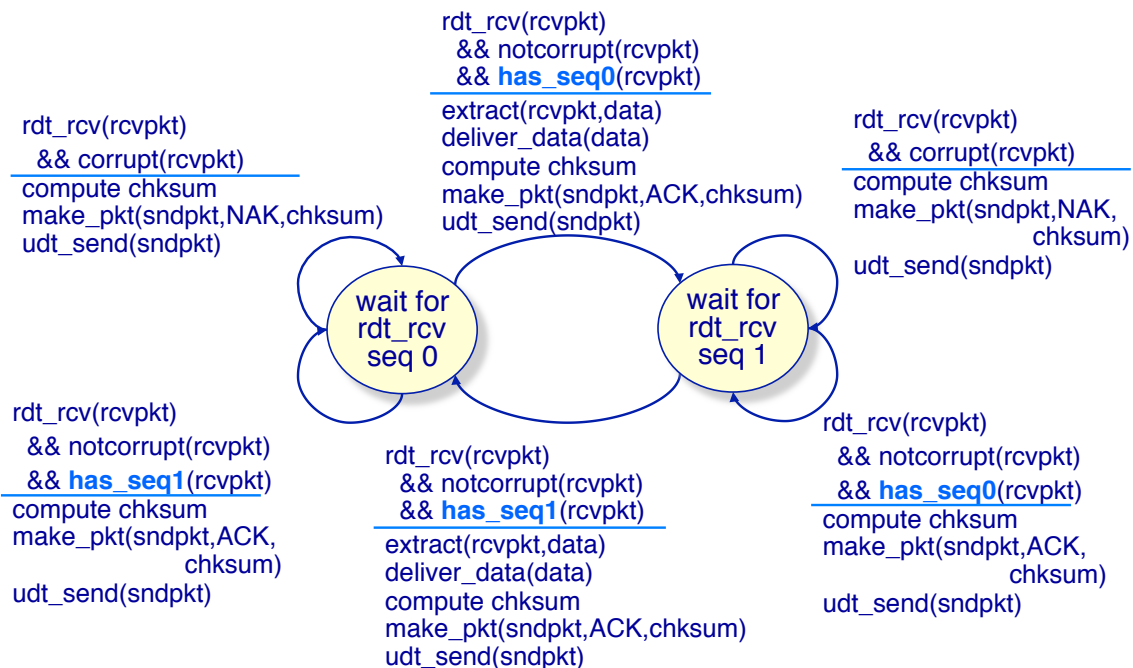 rdt_rcv(rcvpkt)
&& notcorrupt(rcvpkt)
&& has_seq0(rcvpkt)
extract(rcvpkt,data)
deliver_data(data)
compute chksum
make_pkt(sndpkt,ACK,chksum)
udt_send(sndpkt)
rdt_rcv(rcvpkt)
&& corrupt(rcvpkt)
compute chksum
make_pkt(sndpkt,NAK,chksum)
udt_send(sndpkt)
rdt_rcv(rcvpkt)
&& corrupt(rcvpkt)
compute chksum
make_pkt(sndpkt,NAK,
chksum)
udt_send(sndpkt)
wait for
rdt_rcv
seq 0
wait for
rdt_rcv
seq 1
rdt_rcv(rcvpkt)
&& notcorrupt(rcvpkt)
&& has_seq1(rcvpkt)
compute chksum
make_pkt(sndpkt,ACK,
chksum)
udt_send(sndpkt)
rdt_rcv(rcvpkt)
&& notcorrupt(rcvpkt)
&& has_seq1(rcvpkt)
extract(rcvpkt,data)
deliver_data(data)
compute chksum
make_pkt(sndpkt,ACK,chksum)
udt_send(sndpkt)
rdt_rcv(rcvpkt)
&& notcorrupt(rcvpkt)
&& has_seq0(rcvpkt)
compute chksum
make_pkt(sndpkt,ACK,
chksum)
udt_send(sndpkt)